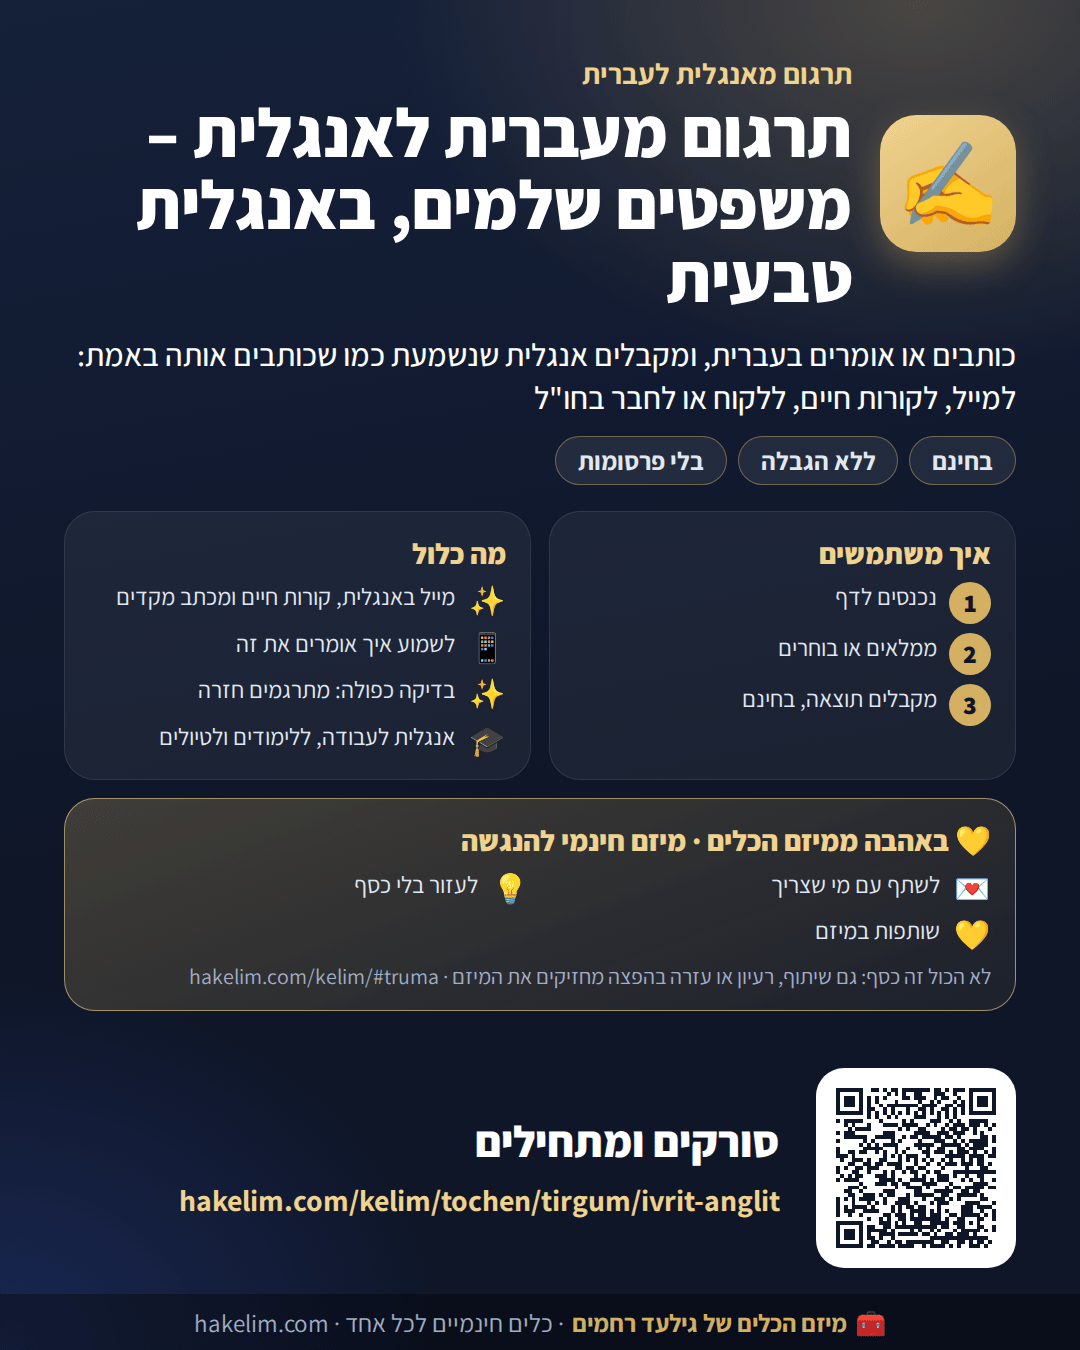 תרגום מאנגלית לעברית
תרגום מעברית לאנגלית –
משפטים שלמים, באנגלית
טבעית
כותבים או אומרים בעברית, ומקבלים אנגלית שנשמעת כמו שכותבים אותה באמת:
למייל, לקורות חיים, ללקוח או לחבר בחו"ל
בחינם
ללא הגבלה
בלי פרסומות
איך משתמשים
1 נכנסים לדף
2 ממלאים או בוחרים
3 מקבלים תוצאה, בחינם
מה כלול
מייל באנגלית, קורות חיים ומכתב מקדים
לשמוע איך אומרים את זה
בדיקה כפולה: מתרגמים חזרה
אנגלית לעבודה, ללימודים ולטיולים
באהבה ממיזם הכלים · מיזם חינמי להנגשה
לשתף עם מי שצריך
לעזור בלי כסף
שותפות במיזם
לא הכול זה כסף: גם שיתוף, רעיון או עזרה בהפצה מחזיקים את המיזם · hakelim.com/kelim/#truma
סורקים ומתחילים
hakelim.com/kelim/tochen/tirgum/ivrit-anglit
מיזם הכלים של גילעד רחמים · כלים חינמיים לכל אחד · hakelim.com